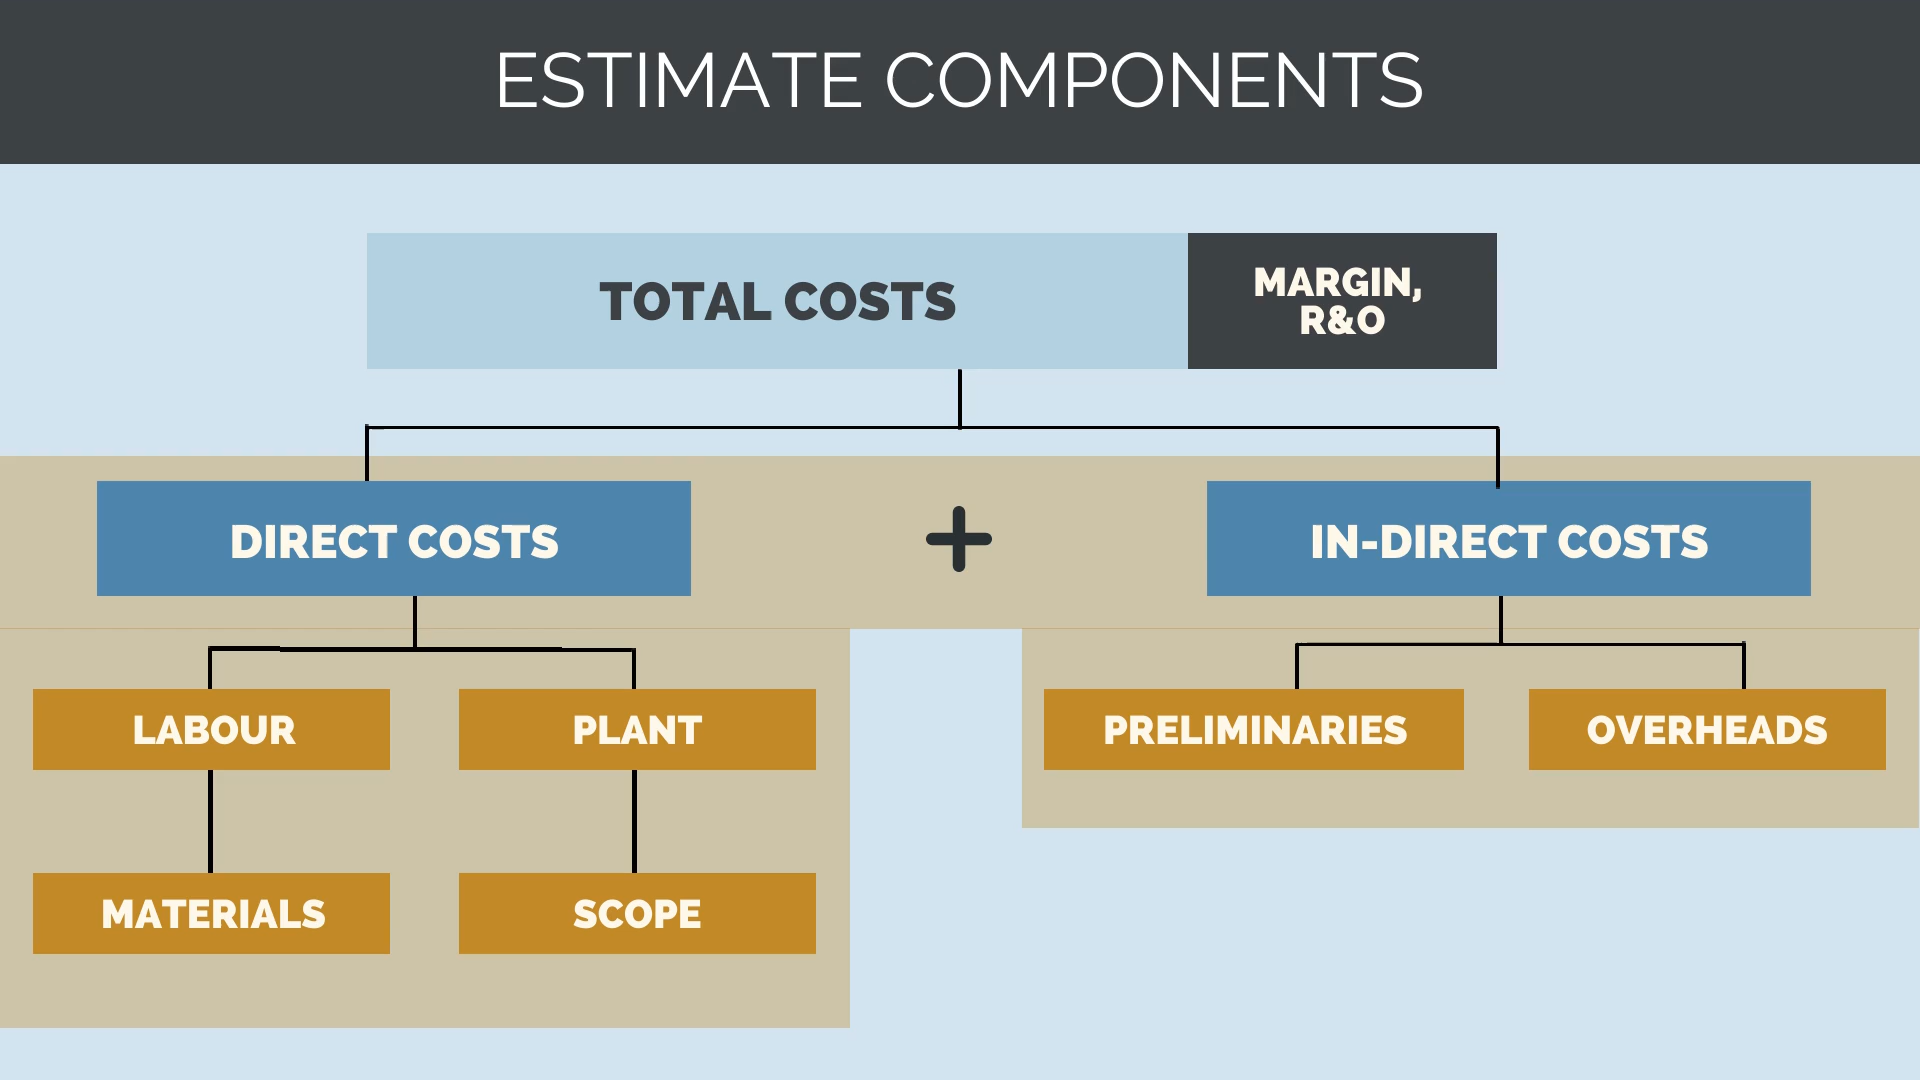 ESTIMATE COMPONENTS
TOTAL COSTS
MARGIN,
R&O
DIRECT COSTS
+
IN-DIRECT COSTS
LABOUR
PLANT
PRELIMINARIES
OVERHEADS
MATERIALS
SCOPE